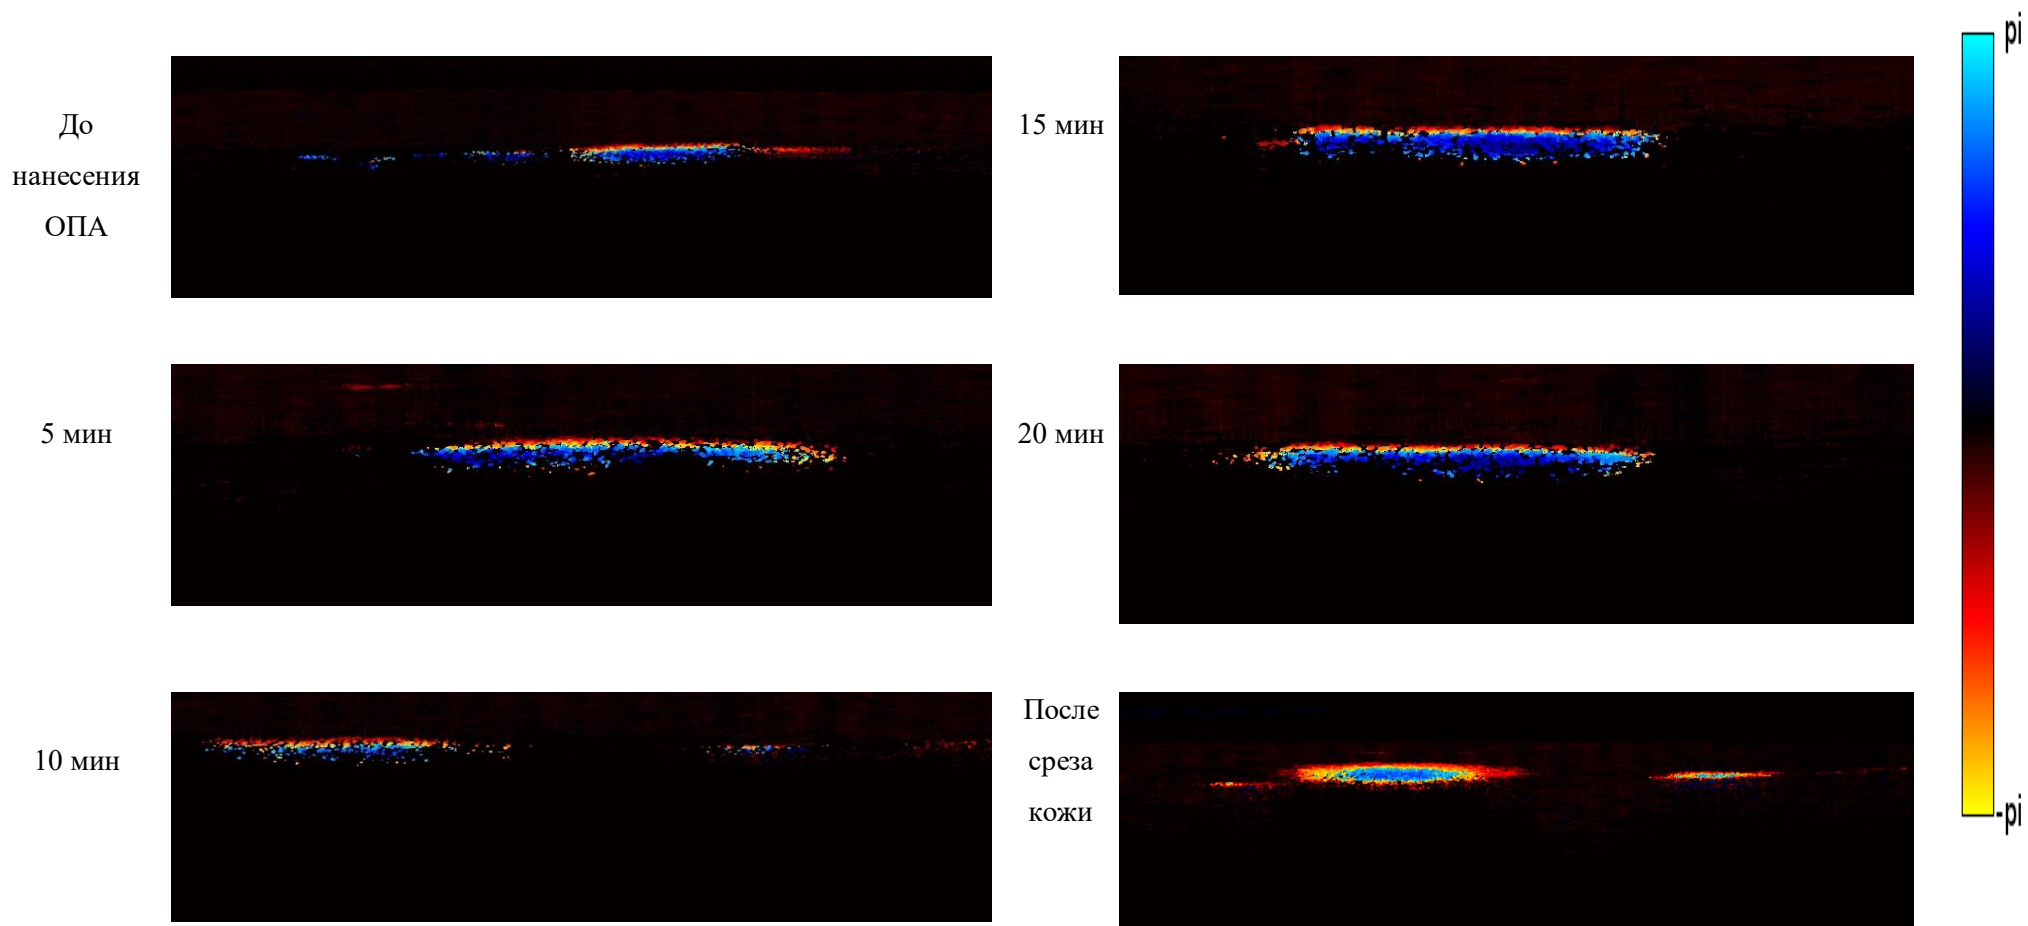 До
нанесения
ОПА
5 мин
10 мин
15 мин
20 мин
После
среза
кожи
pi
-pi